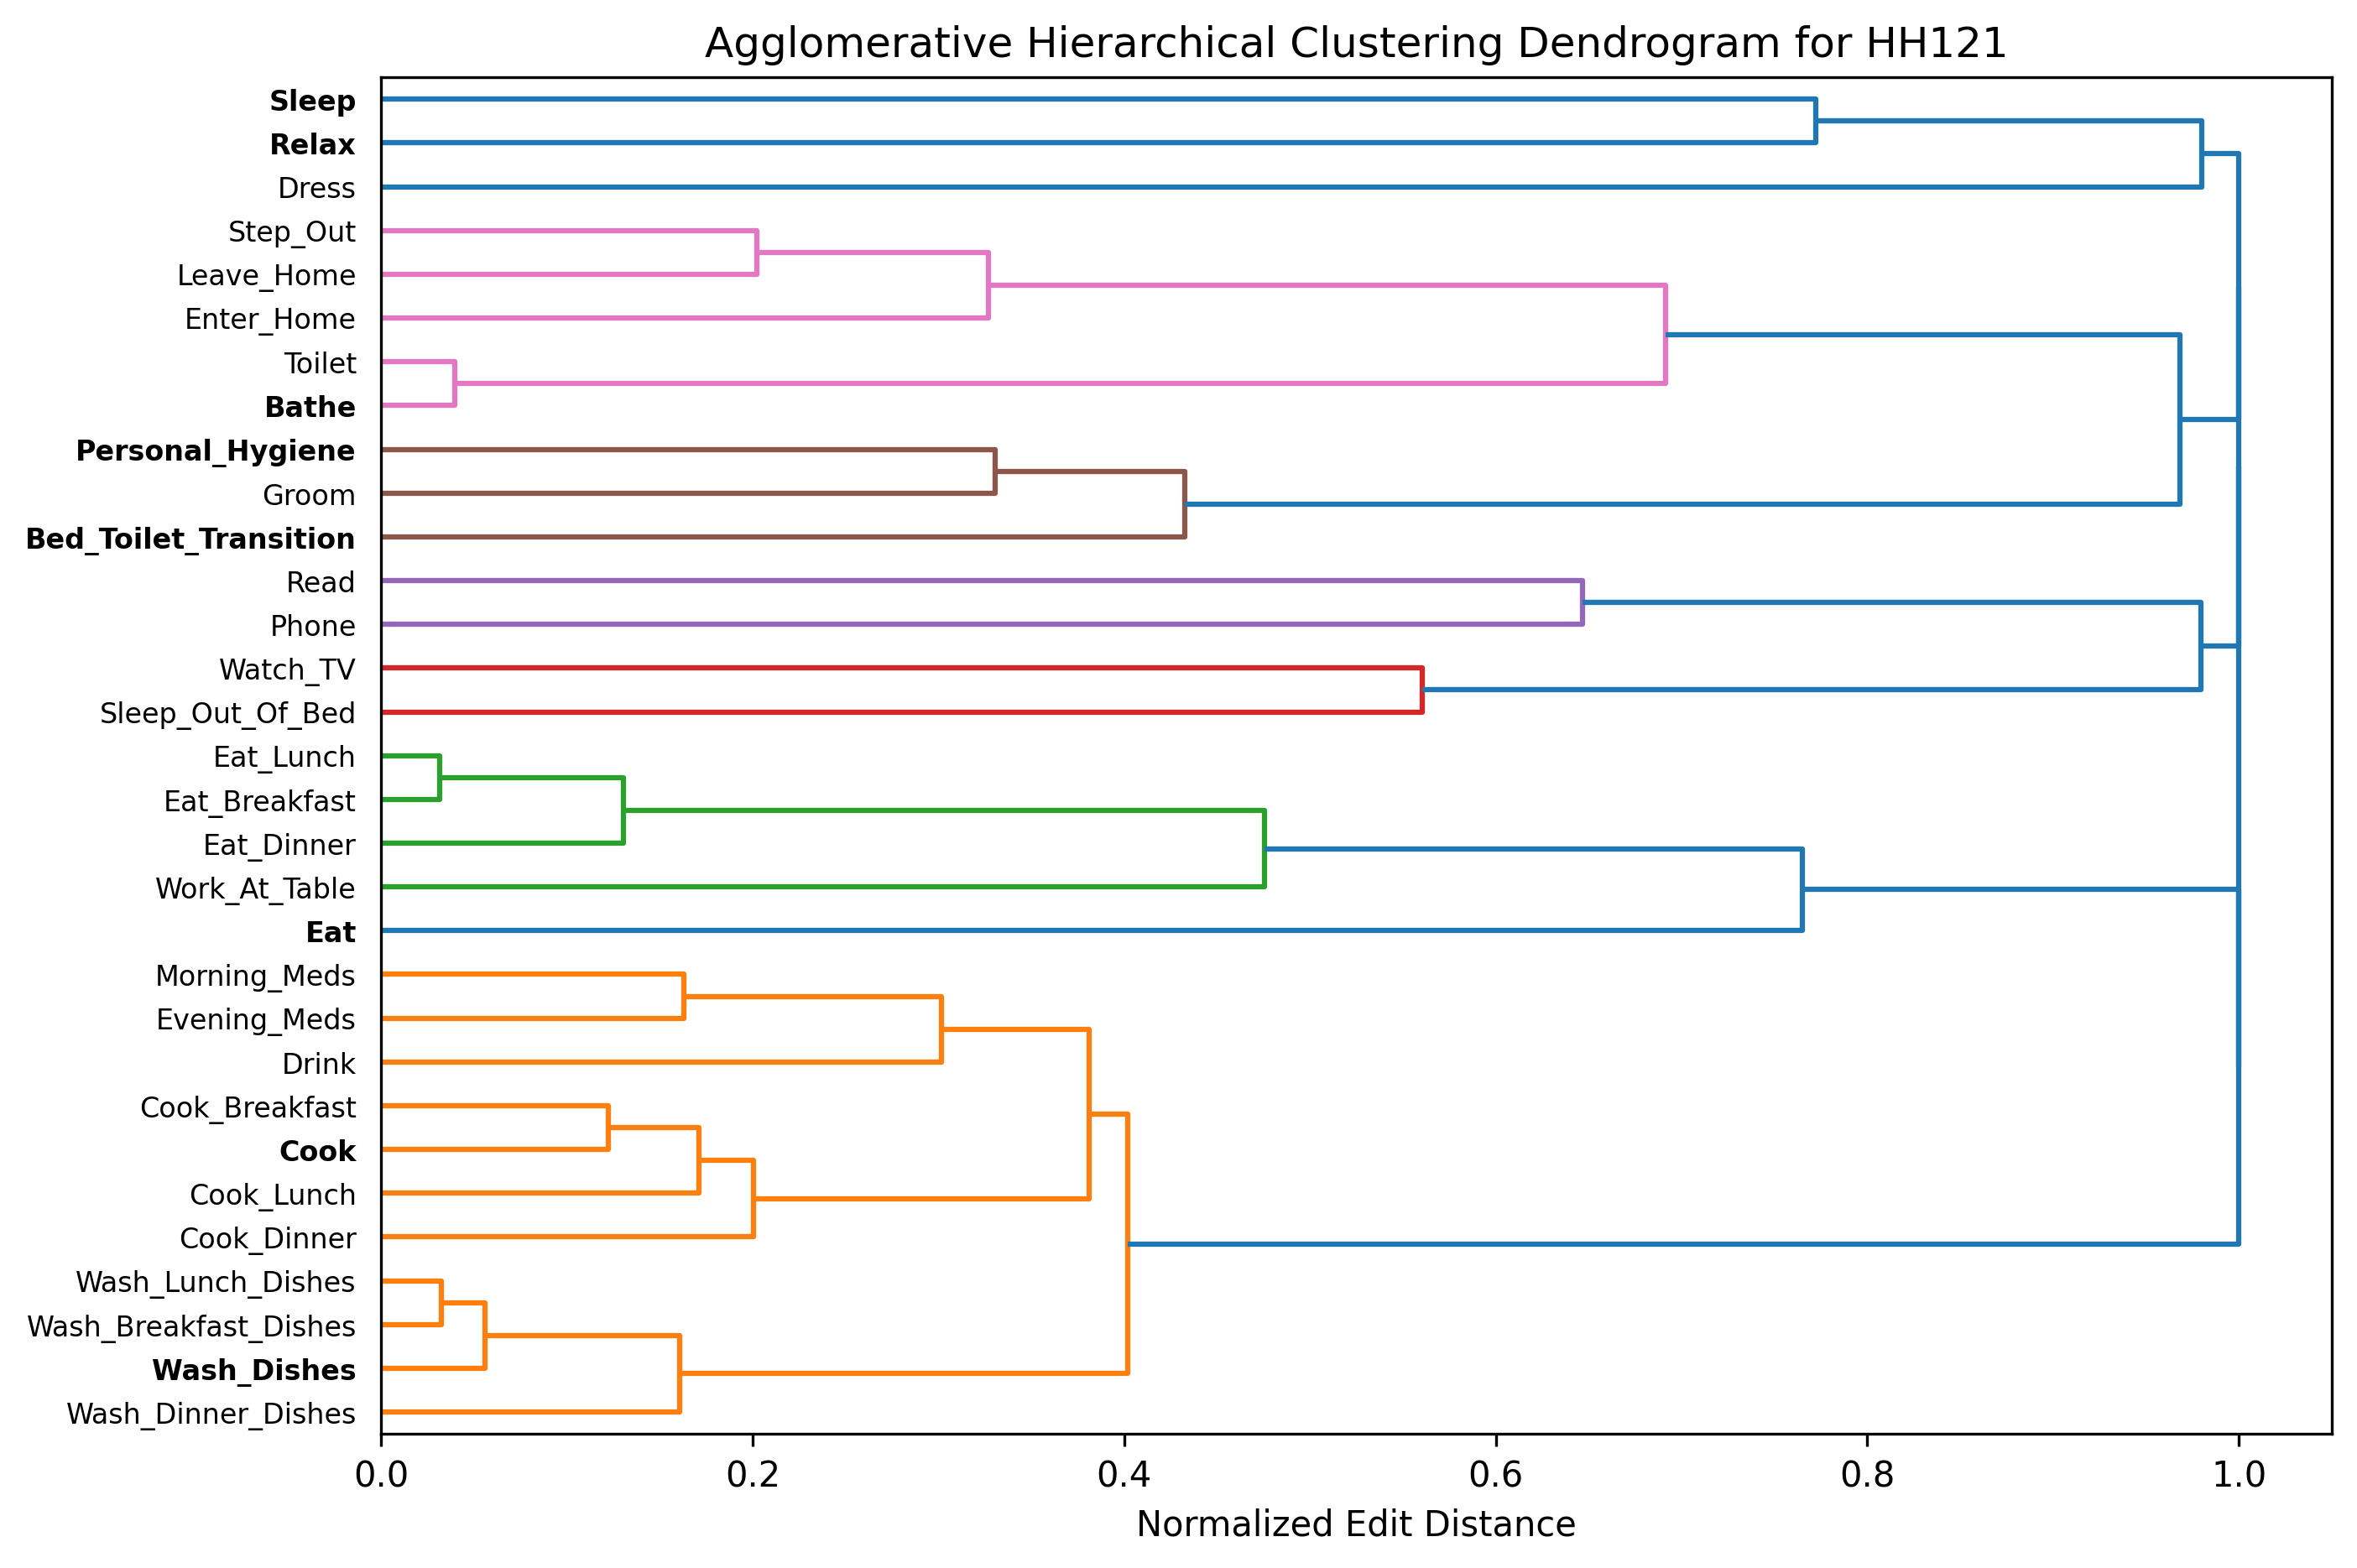 Agglomerative Hierarchical Clustering Dendrogram for HH121
Sleep
Relax
Dress
Step_Out
Leave_Home
Enter_Home
Toilet
Bathe
Personal_Hygiene
Groom
Bed_Toilet_Transition
Read
Phone
Watch_TV
Sleep_Out_Of_Bed
Eat_Lunch
Eat_Breakfast
Eat_Dinner
Work_At_Table
Eat
Morning_Meds
Evening_Meds
Drink
Cook_Breakfast
Cook
Cook_Lunch
Cook_Dinner
Wash_Lunch_Dishes
Wash_Breakfast_Dishes
Wash_Dishes
Wash_Dinner_Dishes
0.0 0.2 0.4 0.6 0.8 1.0
Normalized Edit Distance